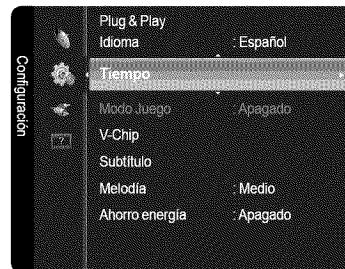 Configuración
Plug & Play
Idioma : Español
Tiempo
Modo Juego : Apagado
V-Chip
Subtítulo
Melodía : Medio
Ahorro energía : Apagado
?